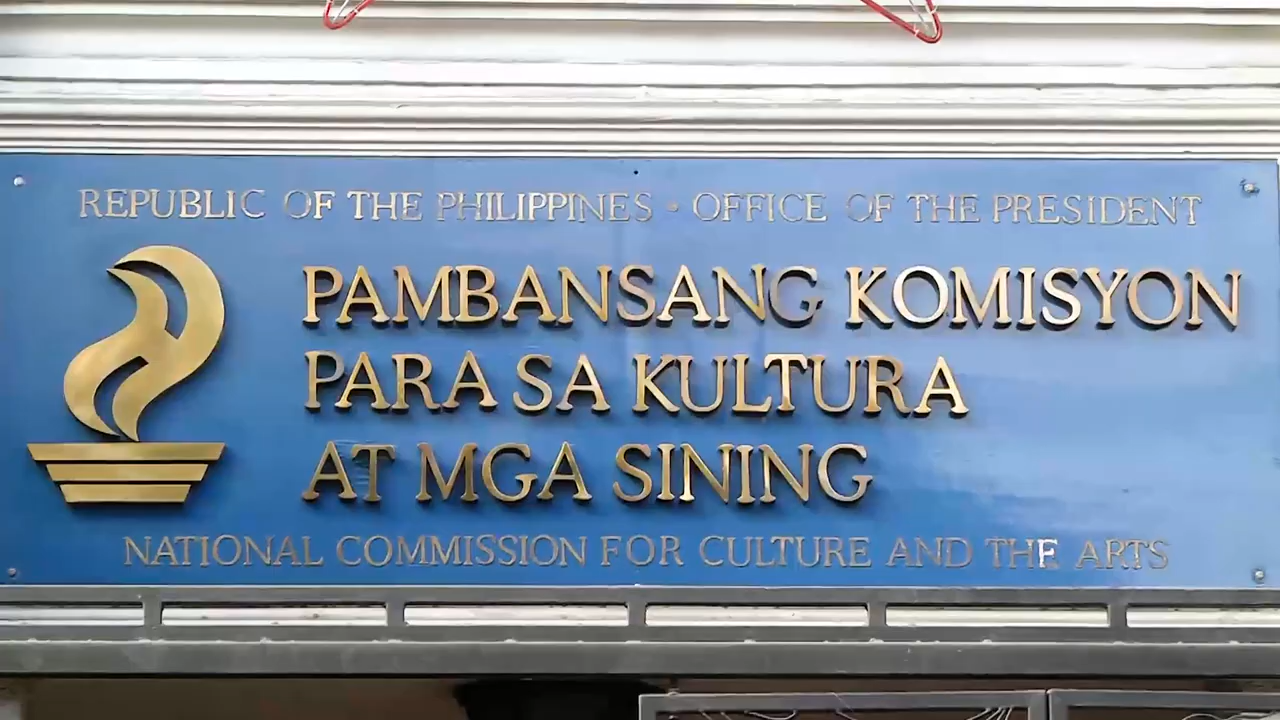 REPUBLIC OF THE PHILIPPINES • OFFICE OF THE PRESIDENT
PAMBANSANG KOMISYON
PARA SA KULTURA
AT MGA SINING
NATIONAL COMMISSION FOR CULTURE AND THE ARTS